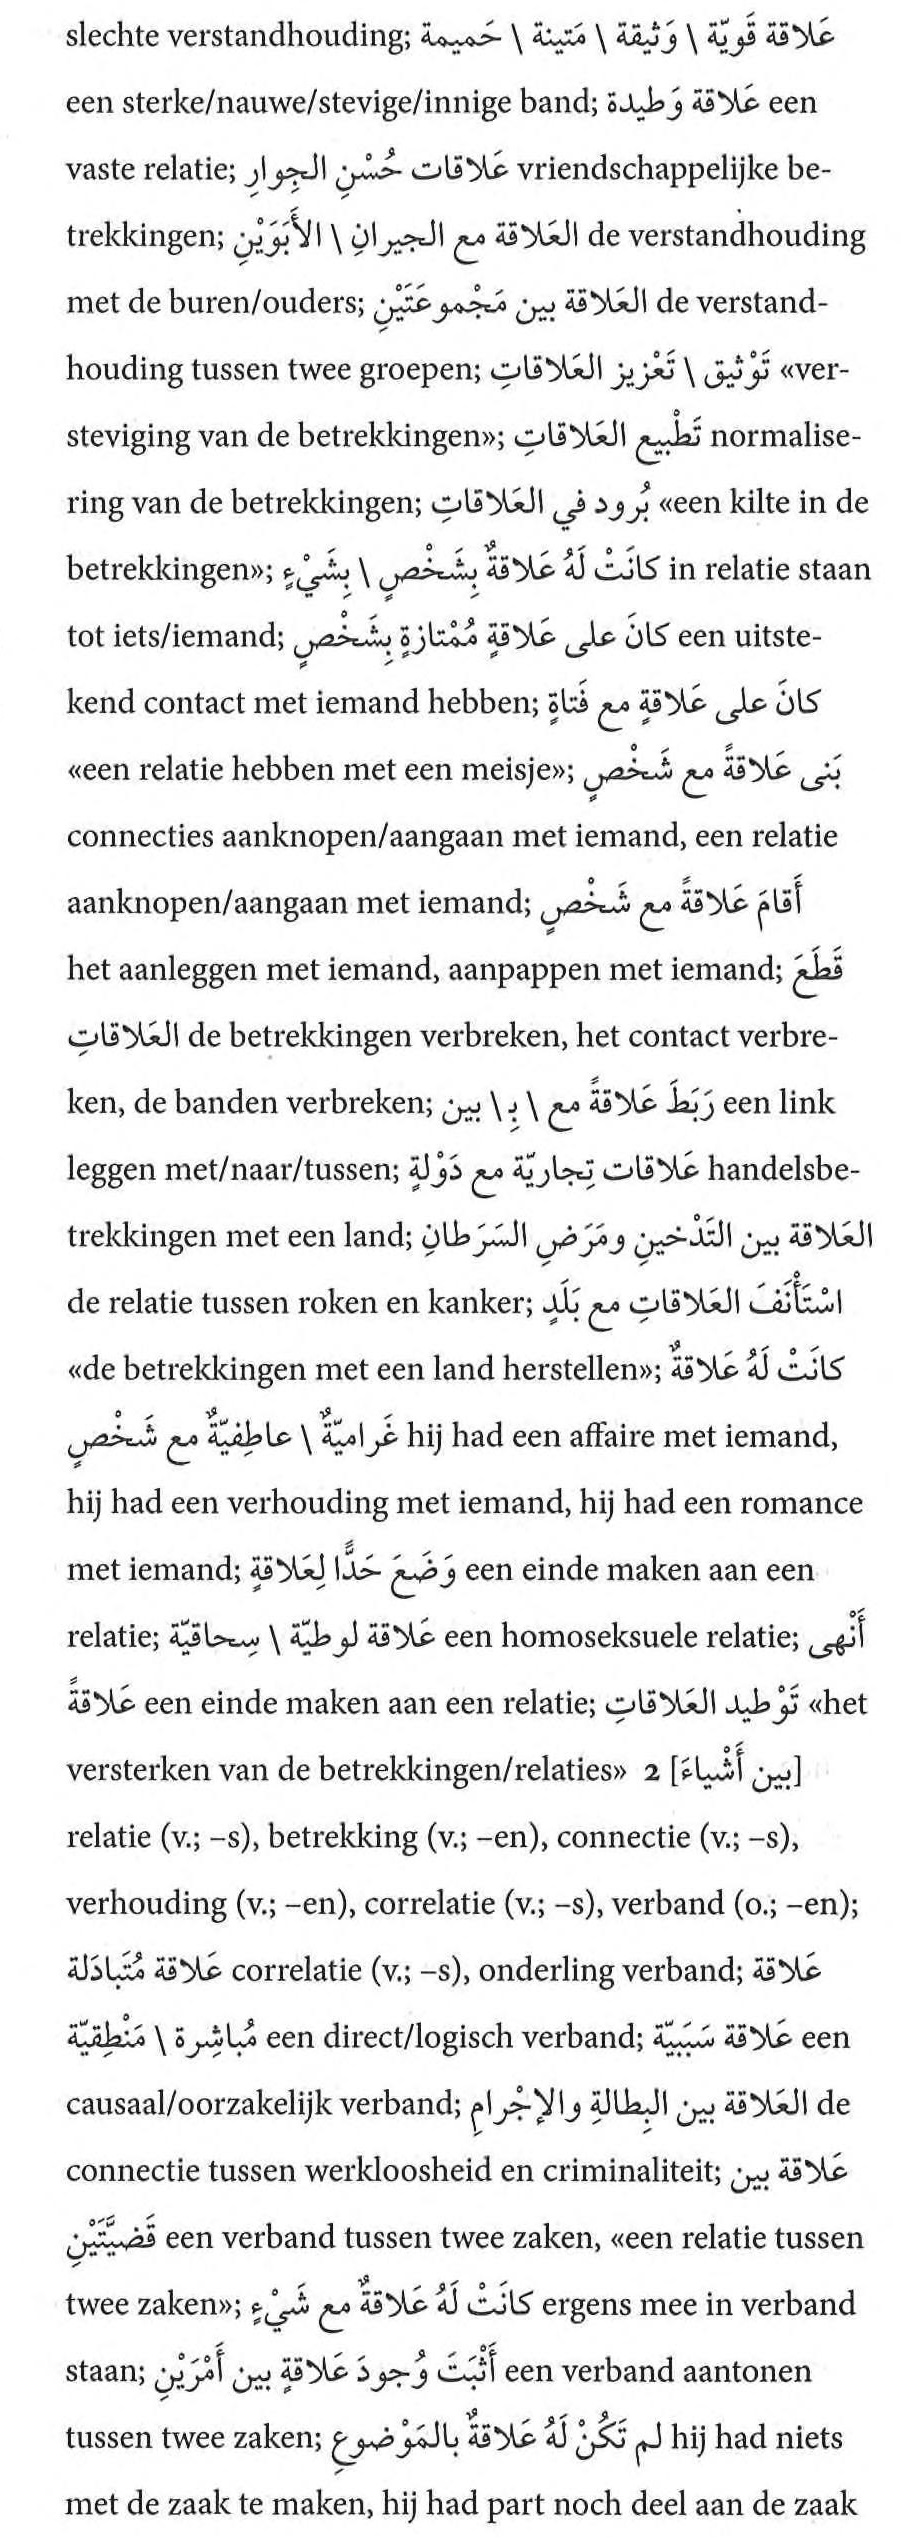 slechte verstandhouding; عَلاقة قَويّة \ وَثيقة \ مَتينة \ حَميمة
een sterke/nauwe/stevige/innige band; عَلاقة وَطيدة een
vaste relatie; عَلاقات حُسْنِ الجِوارِ vriendschappelijke be-
trekkingen; العَلاقة مع الجيرانِ \ الأَبَوَيْنِ de verstandhouding
met de buren/ouders; العَلاقة بين مَجْموعَتَيْنِ de verstand-
houding tussen twee groepen; تَوْثيق \ تَعْزيز العَلاقاتِ «ver-
steviging van de betrekkingen»; تَطْبيع العَلاقاتِ normalise-
ring van de betrekkingen; بُرود في العَلاقاتِ «een kilte in de
betrekkingen»; كانَتْ لَهُ عَلاقةٌ بِشَخْصٍ \ بِشَيْءٍ in relatie staan
tot iets/iemand; كانَ على عَلاقةٍ مُمْتازةٍ بِشَخْصٍ een uitste-
kend contact met iemand hebben; كانَ على عَلاقةٍ مع فَتاةٍ
«een relatie hebben met een meisje»; بَنى عَلاقةً مع شَخْصٍ
connecties aanknopen/aangaan met iemand, een relatie
aanknopen/aangaan met iemand; أَقامَ عَلاقةً مع شَخْصٍ
het aanleggen met iemand, aanpappen met iemand; قَطَعَ
العَلاقاتِ de betrekkingen verbreken, het contact verbre-
ken, de banden verbreken; رَبَطَ عَلاقةً مع \ بِ \ بين een link
leggen met/naar/tussen; عَلاقات تِجاريّة مع دَوْلةٍ handelsbe-
trekkingen met een land; العَلاقة بين التَدْخينِ ومَرَضِ السَرَطانِ
de relatie tussen roken en kanker; اسْتَأْنَفَ العَلاقاتِ مع بَلَدٍ
«de betrekkingen met een land herstellen»; كانَتْ لَهُ عَلاقةٌ
غَراميّةٌ \ عاطِفيّةٌ مع شَخْصٍ hij had een affaire met iemand,
hij had een verhouding met iemand, hij had een romance
met iemand; وَضَعَ حَدًّا لِعَلاقةٍ een einde maken aan een
relatie; عَلاقة لوطيّة \ سِحاقيّة een homoseksuele relatie; أَنْهى
عَلاقةً een einde maken aan een relatie; تَوْطيد العَلاقاتِ «het
versterken van de betrekkingen/relaties» 2 [بين أَشْياءَ]
relatie (v.; –s), betrekking (v.; –en), connectie (v.; –s),
verhouding (v.; –en), correlatie (v.; –s), verband (o.; –en);
عَلاقة مُتَبادَلة correlatie (v.; –s), onderling verband; عَلاقة
مُباشِرة \ مَنْطِقيّة een direct/logisch verband; عَلاقة سَبَبيّة een
causaal/oorzakelijk verband; العَلاقة بين البِطالةِ والإجْرامِ de
connectie tussen werkloosheid en criminaliteit; عَلاقة بين
قَضيَّتَيْنِ een verband tussen twee zaken, «een relatie tussen
twee zaken»; كانَتْ لَهُ عَلاقةٌ مع شَيْءٍ ergens mee in verband
staan; أَثْبَتَ وُجودَ عَلاقةٍ بين أَمْرَيْنِ een verband aantonen
tussen twee zaken; لم تَكُنْ لَهُ عَلاقةٌ بالمَوْضوعِ hij had niets
met de zaak te maken, hij had part noch deel aan de zaak